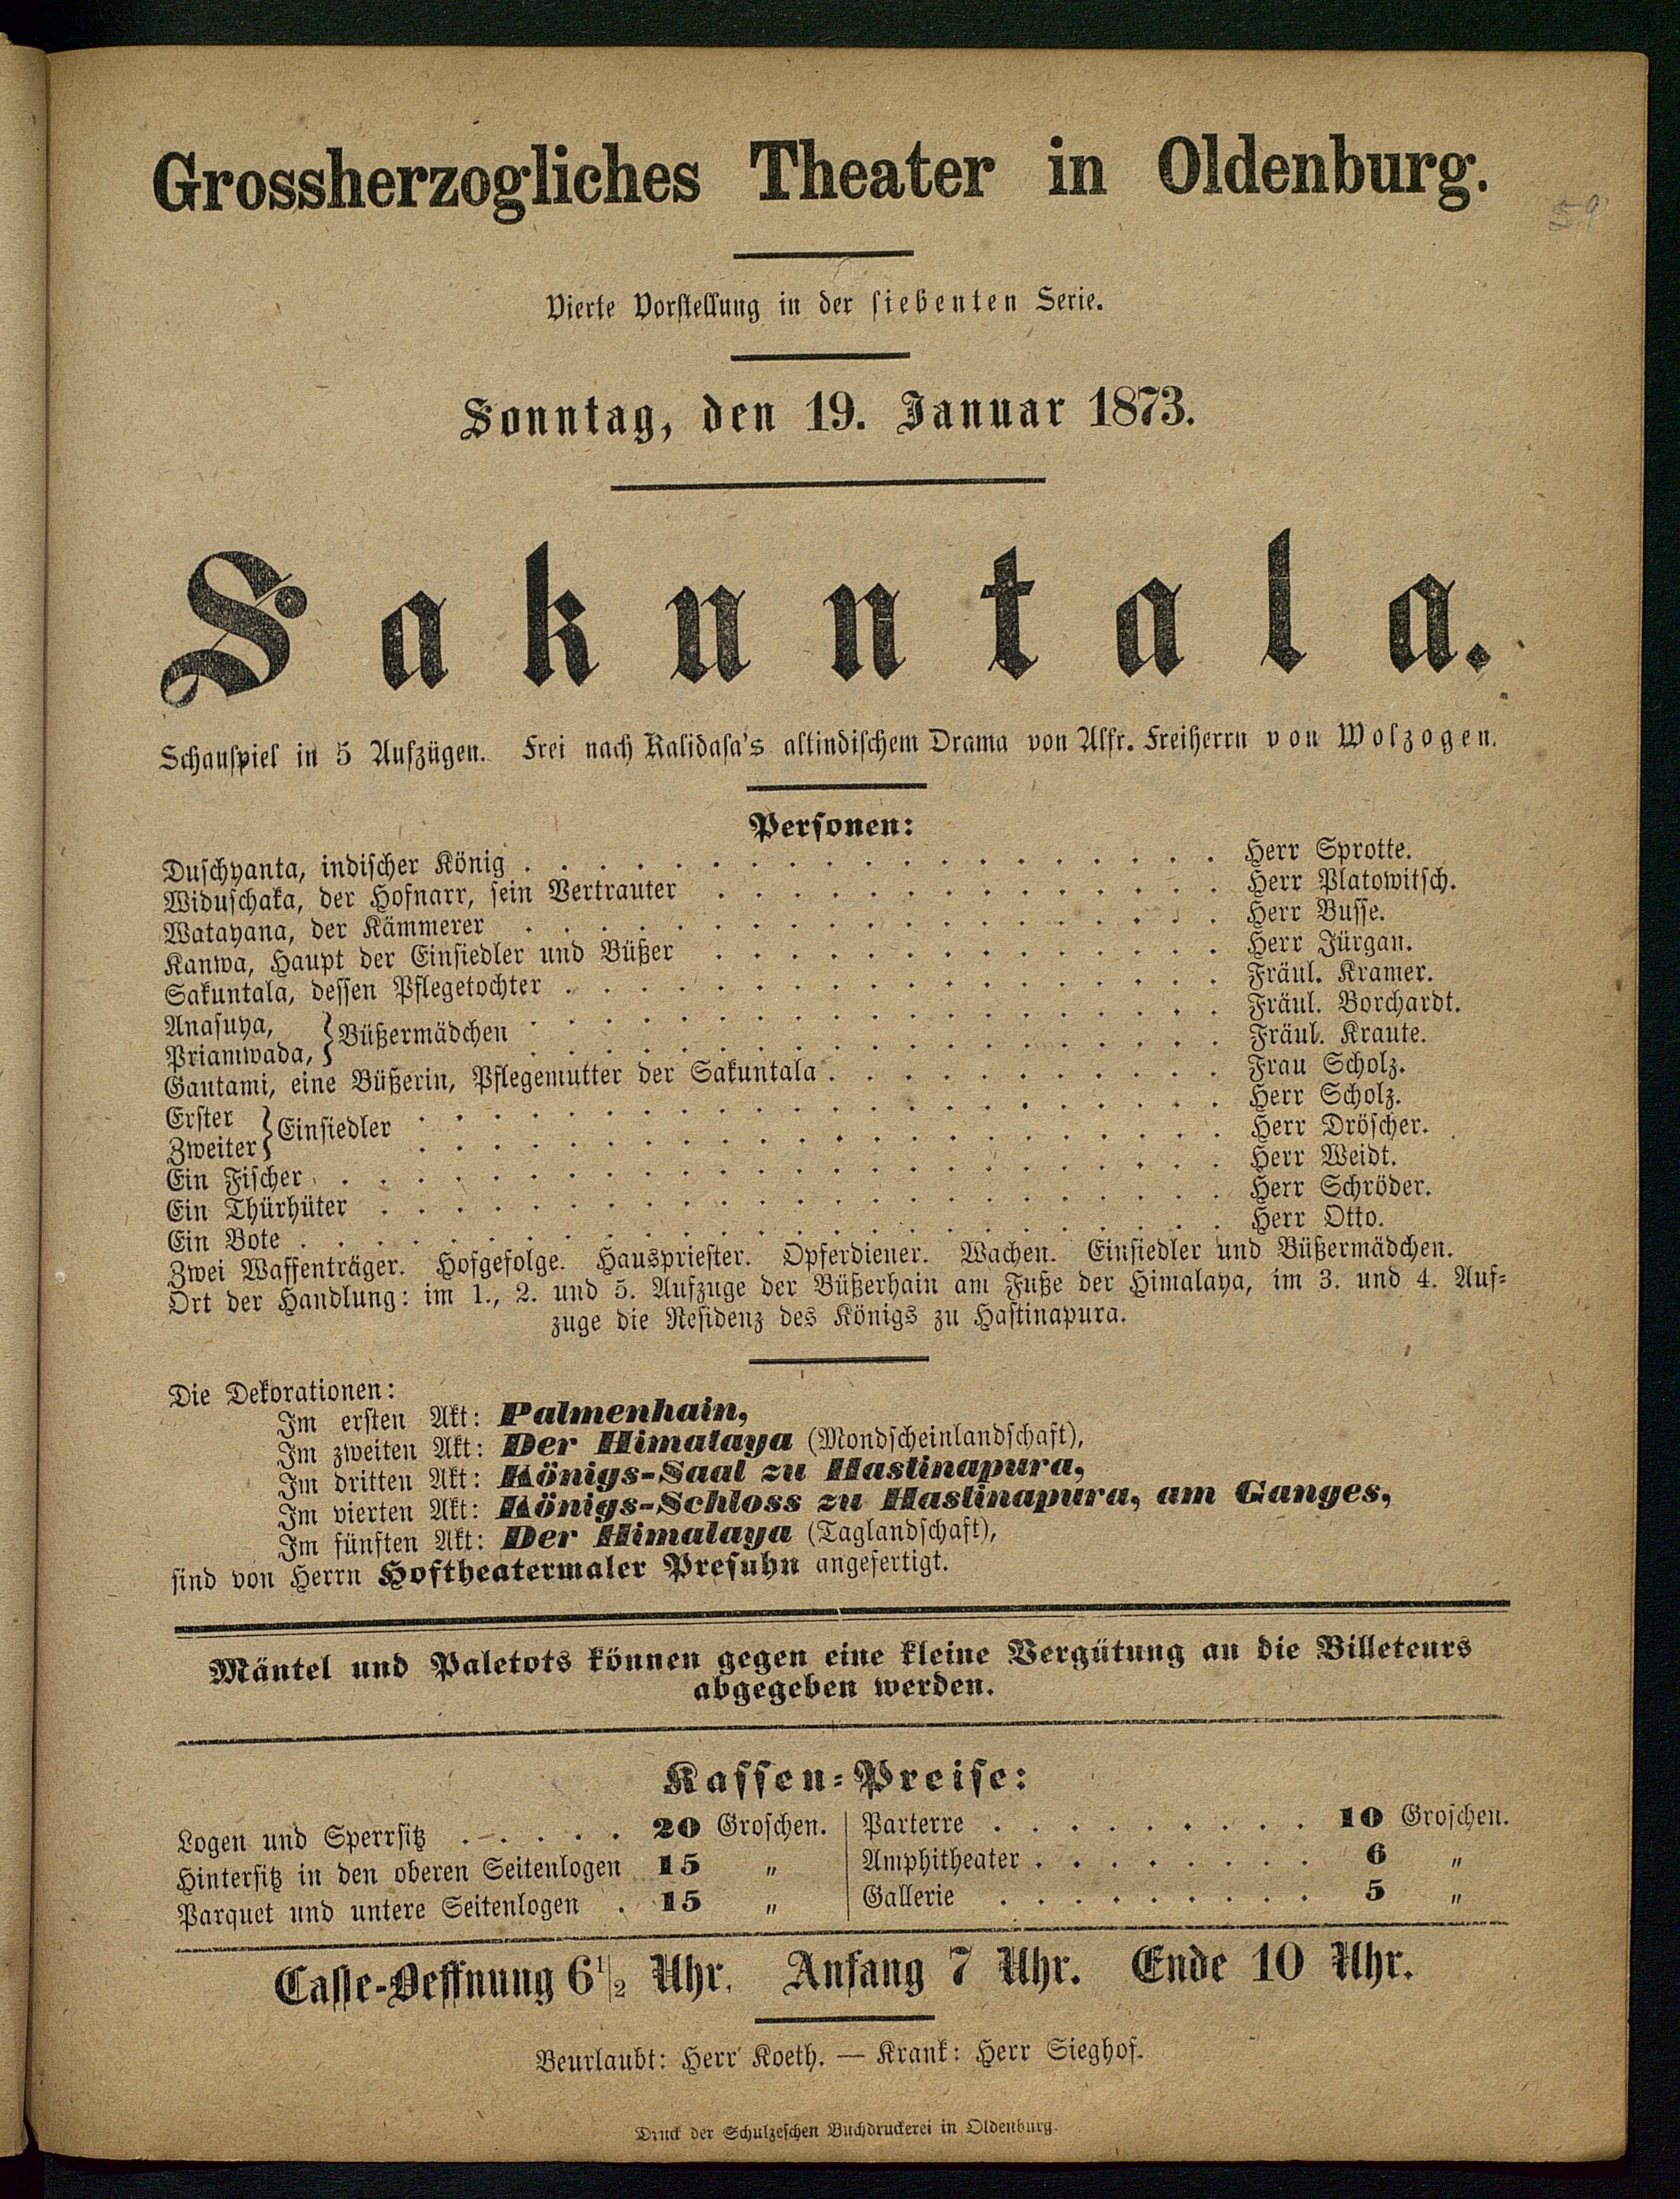 Grossherzogliches Theater in Oldenburg.
59
Vierte Vorstellung in der siebenten Serie.
Sonntag, den 19. Januar 1873.
Sakuntala.
Schauspiel in 5 Aufzügen. Frei nach Kalidasa's altindischem Drama von Alfr. Freiherrn von Wolzogen.
Personen:
Duschyanta, indischer König . . . . . . . . . . Herr Sprotte.
Widuschaka, der Hofnarr, sein Vertrauter . . . . . . . . . . Herr Platowitsch.
Watayana, der Kämmerer . . . . . . . . . . Herr Busse.
Kanwa, Haupt der Einsiedler und Büßer . . . . . . . . . . Herr Jürgan.
Sakuntala, dessen Pflegetochter . . . . . . . . . . Fräul. Kramer.
Anasuya, } Büßermädchen . . . . . . . . . . Fräul. Borchardt.
Priamwada, } . . . . . . . . . . Fräul. Kraute.
Gautami, eine Büßerin, Pflegemutter der Sakuntala . . . . . . . . . . Frau Scholz.
Erster } Einsiedler . . . . . . . . . . Herr Scholz.
Zweiter } . . . . . . . . . . Herr Dröscher.
Ein Fischer . . . . . . . . . . Herr Weidt.
Ein Thürhüter . . . . . . . . . . Herr Schröder.
Ein Bote . . . . . . . . . . Herr Otto.
Zwei Waffenträger. Hofgefolge. Hauspriester. Opferdiener. Wachen. Einsiedler und Büßermädchen.
Ort der Handlung: im 1., 2. und 5. Aufzuge der Büßerhain am Fuße der Himalaya, im 3. und 4. Auf-
zuge die Residenz des Königs zu Hastinapura.
Die Dekorationen:
Im ersten Akt: Palmenhain,
Im zweiten Akt: Der Himalaya (Mondscheinlandschaft),
Im dritten Akt: Königs-Saal zu Hastinapura,
Im vierten Akt: Königs-Schloss zu Hastinapura, am Ganges,
Im fünften Akt: Der Himalaya (Taglandschaft),
sind von Herrn Hoftheatermaler Presuhn angefertigt.
Mäntel und Paletots können gegen eine kleine Vergütung an die Billeteurs
abgegeben werden.
Kassen-Preise:
Logen und Sperrsitz . . . . . 20 Groschen.
Hintersitz in den oberen Seitenlogen 15 "
Parquet und untere Seitenlogen . 15 "
Parterre . . . . . . . . . 10 Groschen.
Amphitheater . . . . . . . . 6 "
Gallerie . . . . . . . . . 5 "
Casse-Oeffnung 6 1/2 Uhr. Anfang 7 Uhr. Ende 10 Uhr.
Beurlaubt: Herr Koeth. — Krank: Herr Sieghof.
Druck der Schulzeschen Buchdruckerei in Oldenburg.